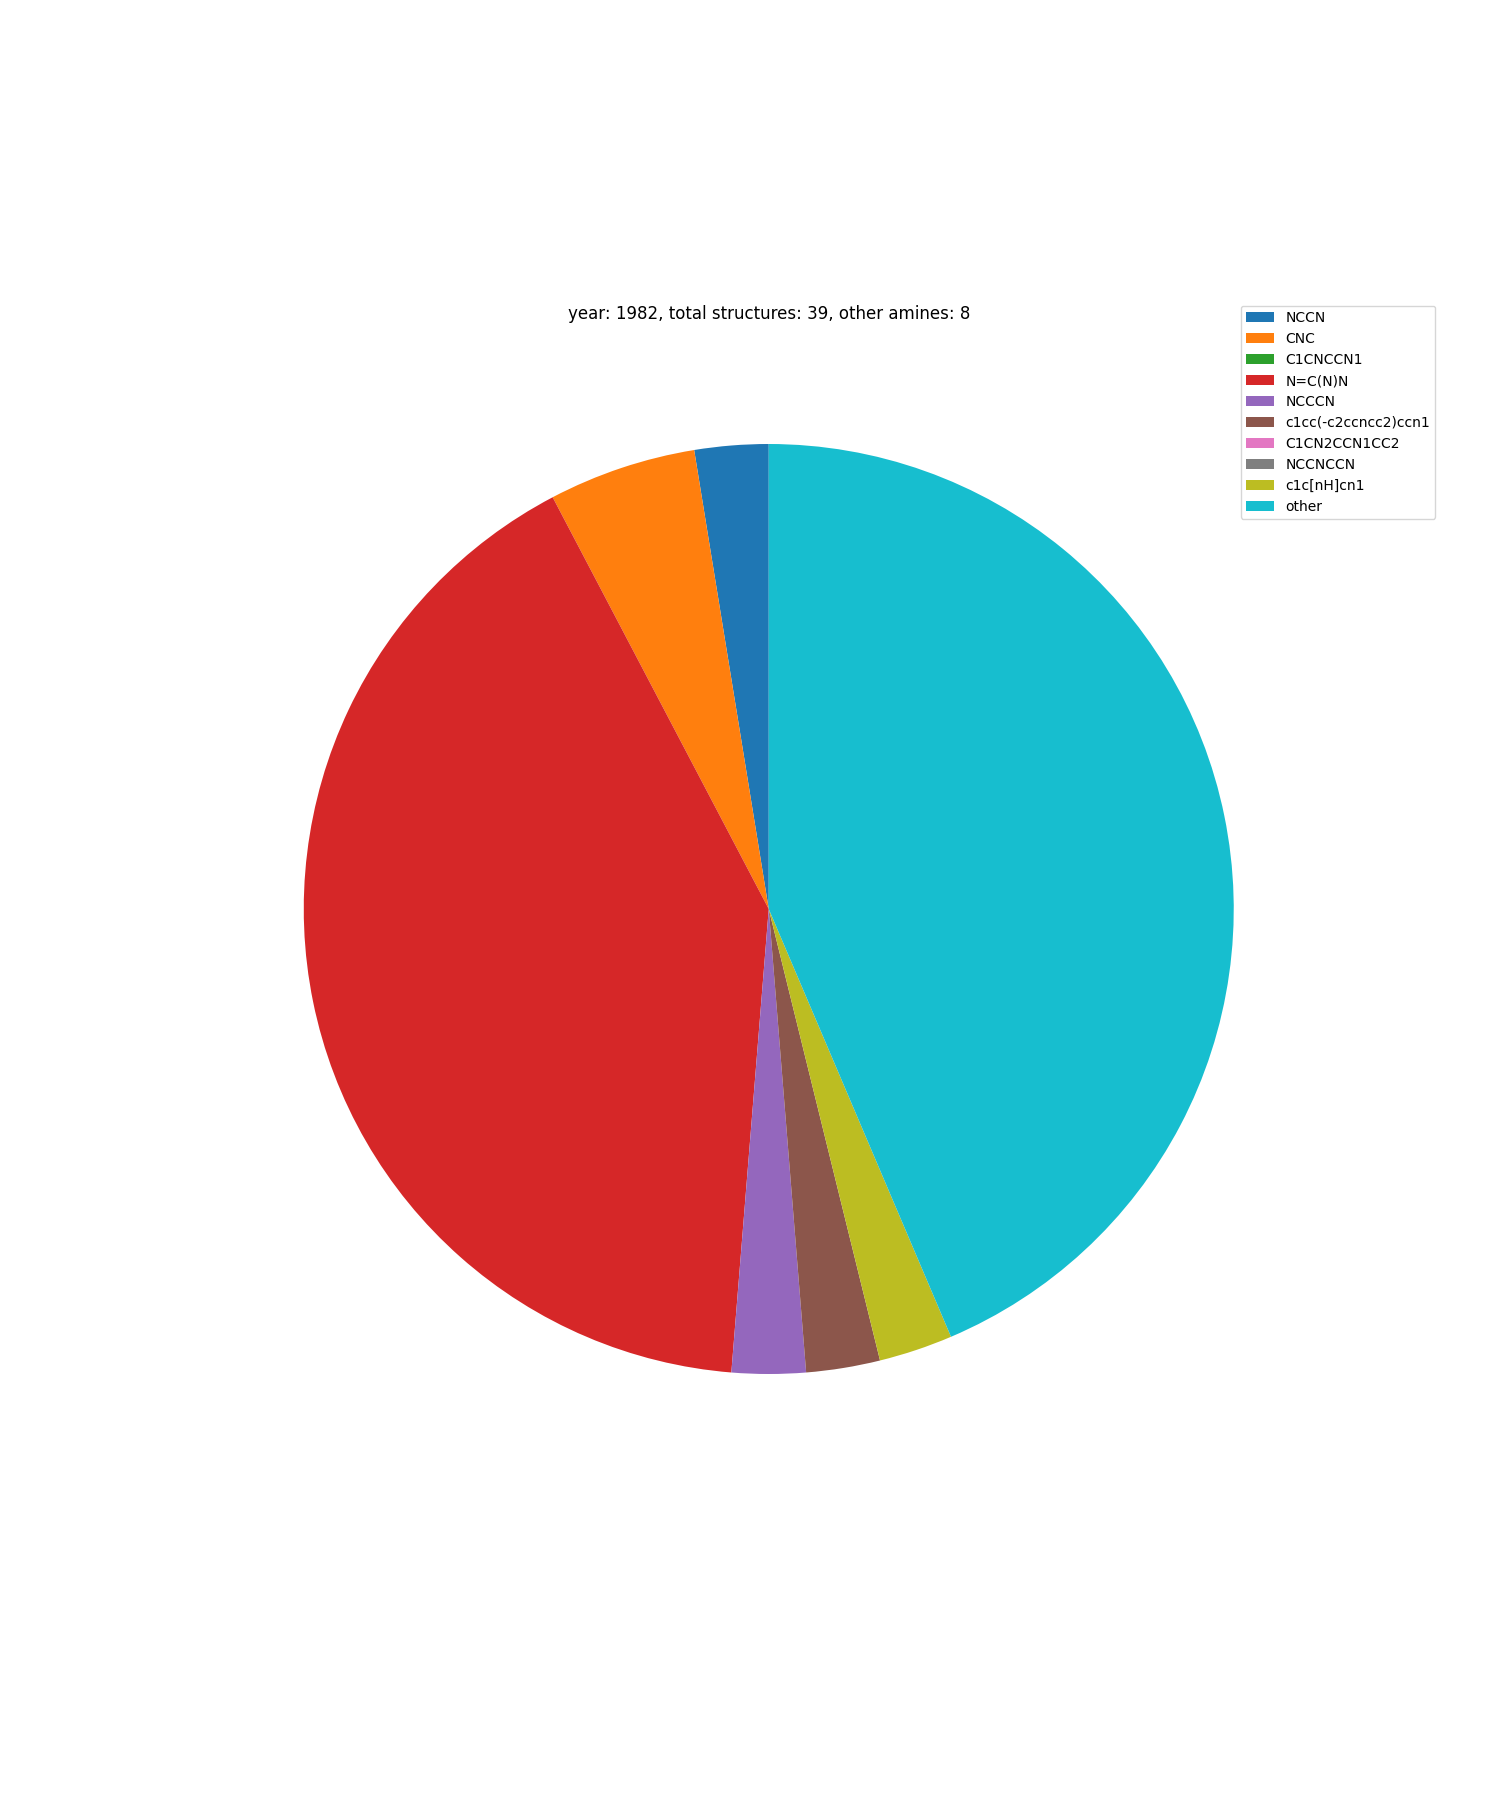 year: 1982, total structures: 39, other amines: 8
NCCN
CNC
C1CNCCN1
N=C(N)N
NCCCN
c1cc(-c2ccncc2)ccn1
C1CN2CCN1CC2
NCCNCCN
c1c[nH]cn1
other